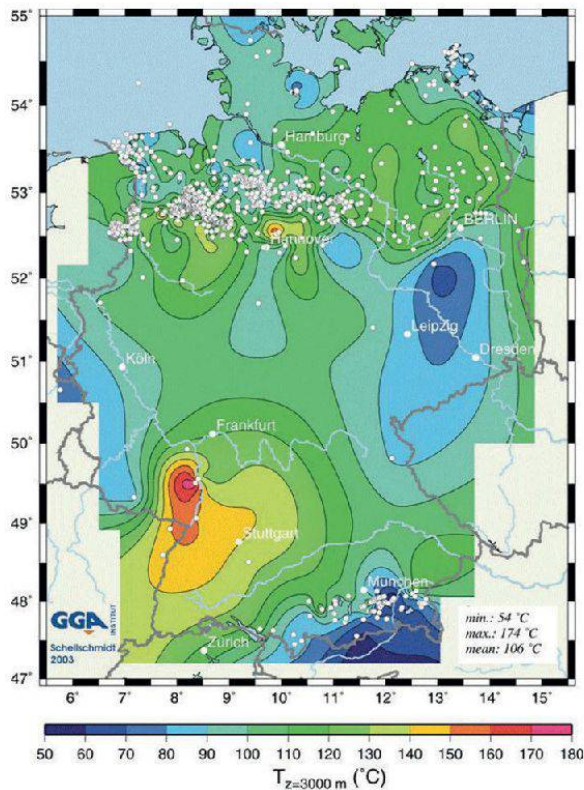 55°
54°
53°
52°
51°
50°
49°
48°
47°
Hamburg
BERLIN
Hannover
Leipzig
Dresden
Köln
Frankfurt
Stuttgart
München
Zürich
GGA
INSTITUT
Schellschmidt
2003
min.: 54 °C
max.: 174 °C
mean: 106 °C
6° 7° 8° 9° 10° 11° 12° 13° 14° 15°
50 60 70 80 90 100 110 120 130 140 150 160 170 180
T z=3000 m (°C)